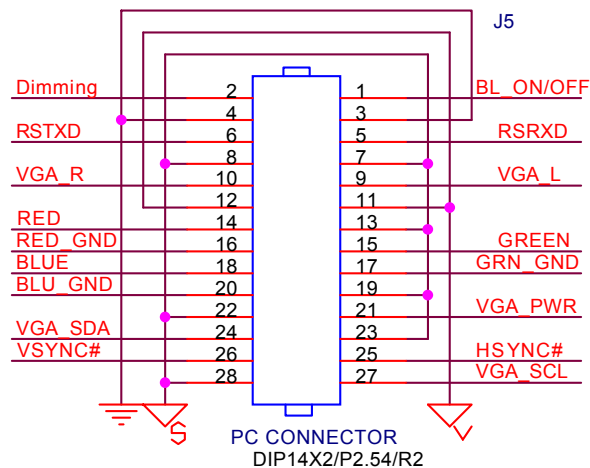 J5
Dimming 2 1 BL_ON/OFF
4 3
RSTXD 6 5 RSRXD
8 7
VGA_R 10 9 VGA_L
12 11
RED 14 13
RED_GND 16 15 GREEN
BLUE 18 17 GRN_GND
BLU_GND 20 19
22 21 VGA_PWR
VGA_SDA 24 23
VSYNC# 26 25 HSYNC#
28 27 VGA_SCL
S V
PC CONNECTOR
DIP14X2/P2.54/R2